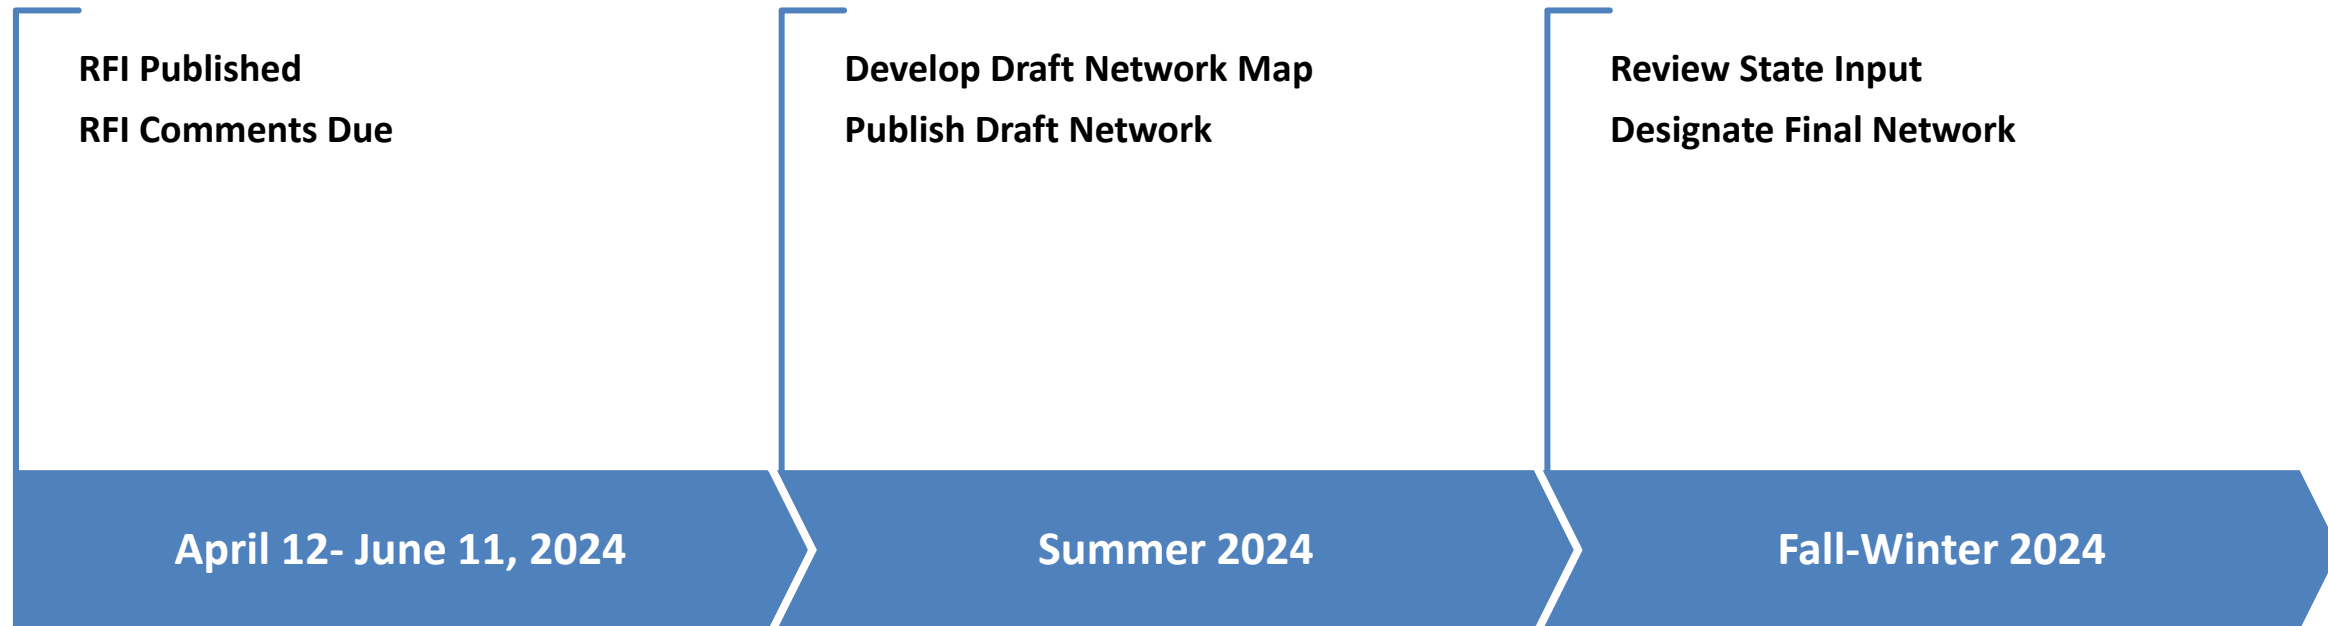 RFI Published
RFI Comments Due
Develop Draft Network Map
Publish Draft Network
Review State Input
Designate Final Network
April 12- June 11, 2024
Summer 2024
Fall-Winter 2024